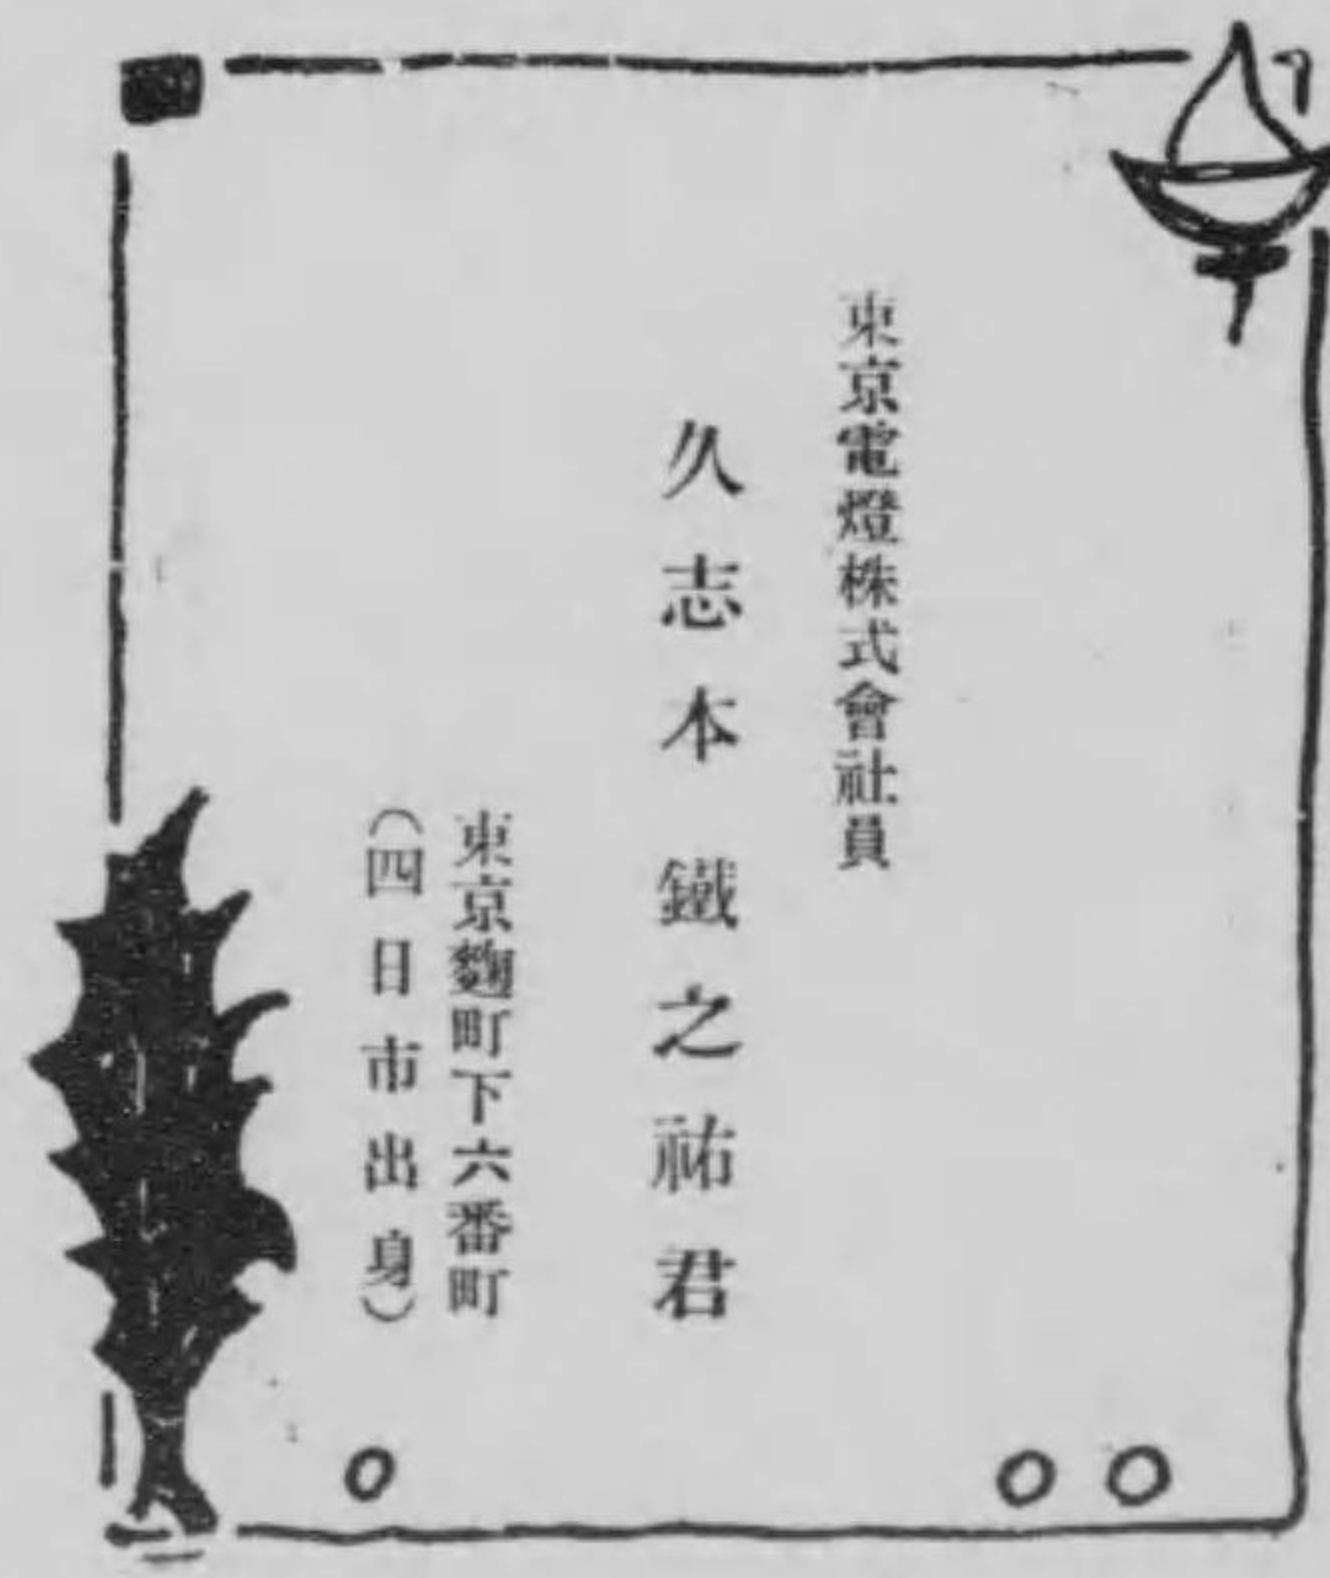 東京電燈株式會社員
久志本鐵之祐君
東京麴町下六番町
（四日市出身）